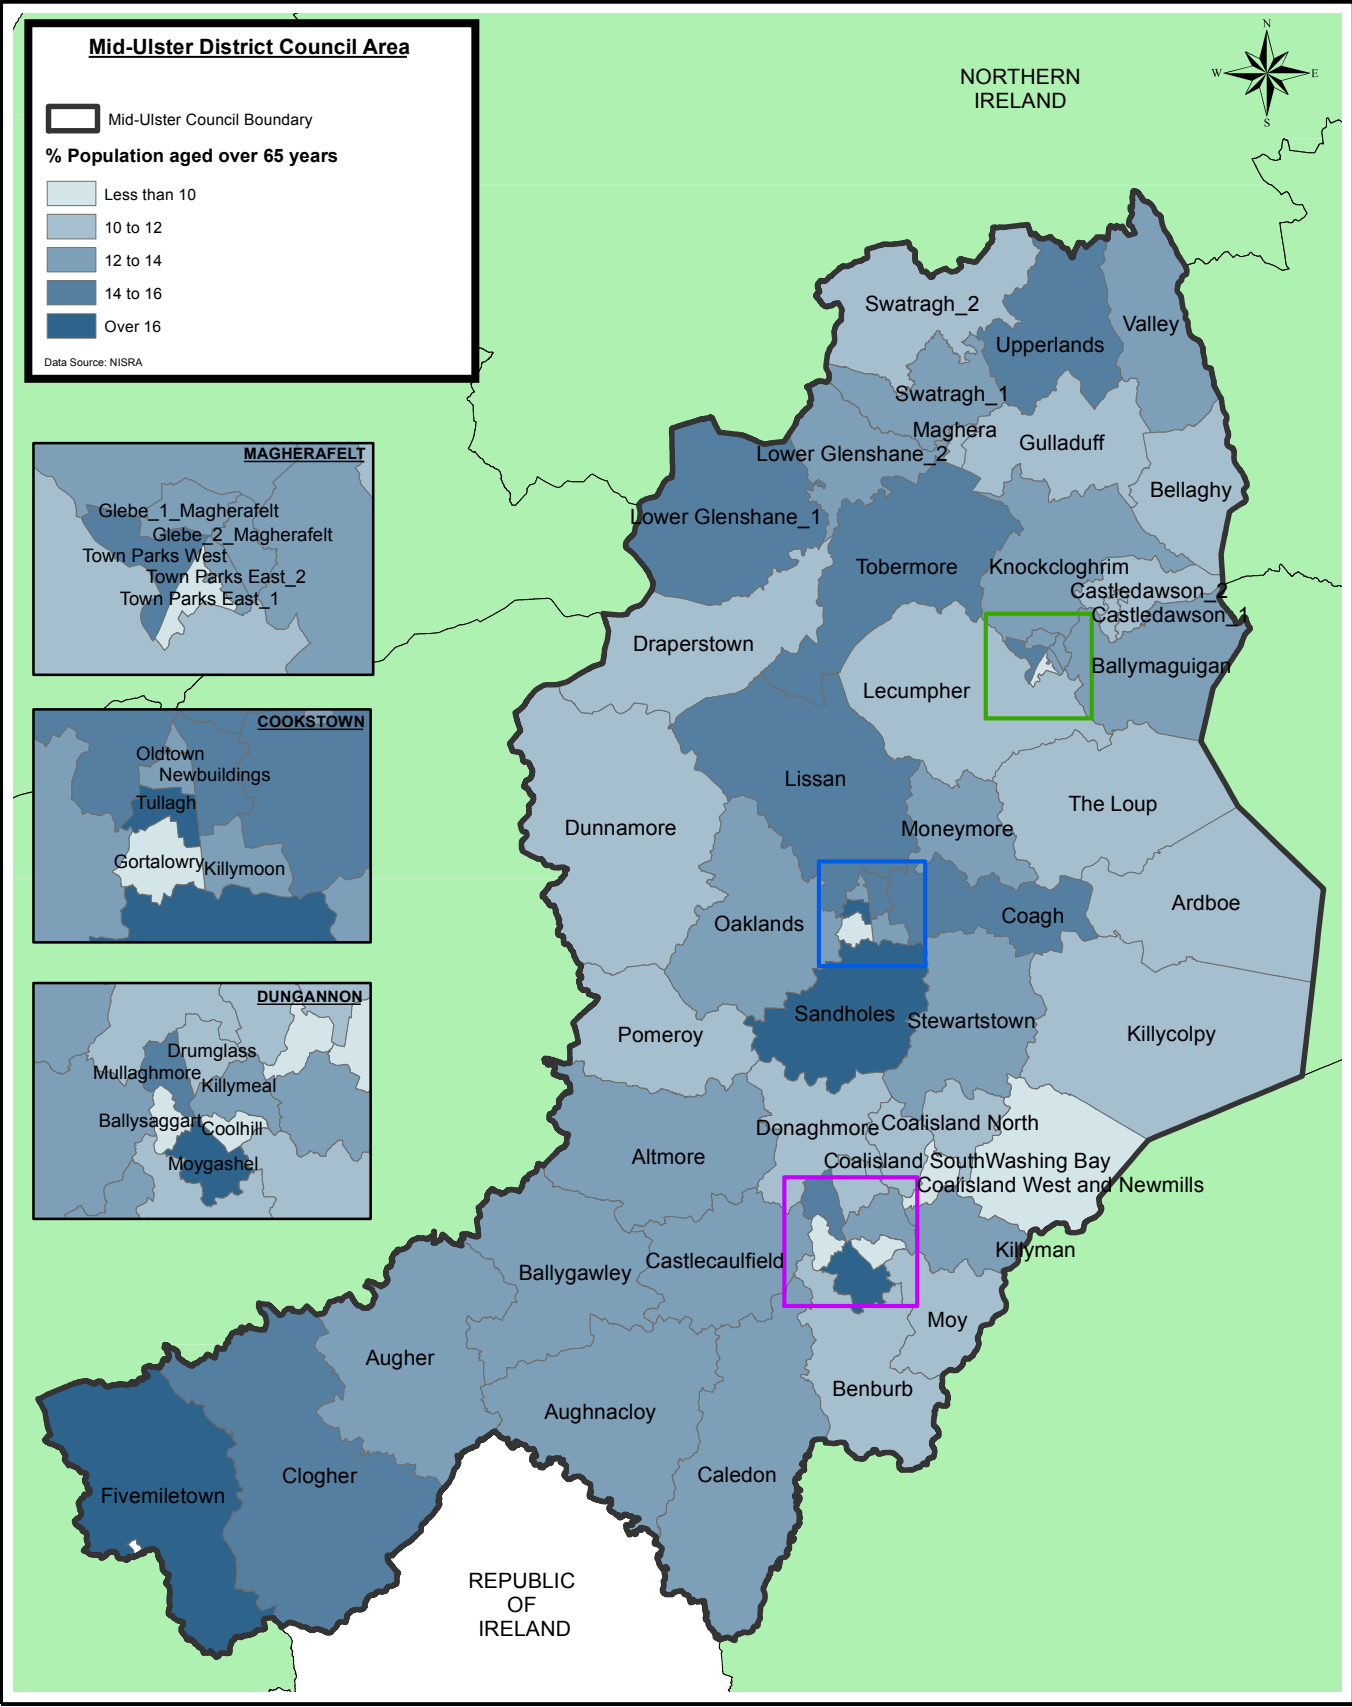 Mid-Ulster District Council Area
Mid-Ulster Council Boundary
% Population aged over 65 years
Less than 10
10 to 12
12 to 14
14 to 16
Over 16
Data Source: NISRA
NORTHERN
IRELAND
N
W
E
S
MAGHERAFELT
Glebe_1_Magherafelt
Glebe_2_Magherafelt
Town Parks West
Town Parks East_2
Town Parks East_1
COOKSTOWN
Oldtown
Newbuildings
Tullagh
Gortalowry
Killymoon
DUNGANNON
Drumglass
Mullaghmore
Killymeal
Ballysaggart
Coolhill
Moygashel
Swatragh_2
Valley
Upperlands
Swatragh_1
Maghera
Gulladuff
Lower Glenshane_2
Bellaghy
Lower Glenshane_1
Tobermore
Knockcloghrim
Castledawson_2
Castledawson_1
Draperstown
Ballymaguigan
Lecumpher
Lissan
The Loup
Dunnamore
Moneymore
Ardboe
Coagh
Oaklands
Sandholes
Stewartstown
Pomeroy
Killycolpy
Donaghmore
Coalisland North
Altmore
Coalisland South
Washing Bay
Coalisland West and Newmills
Killyman
Castlecaulfield
Ballygawley
Moy
Augher
Benburb
Aughnacloy
Clogher
Caledon
Fivemiletown
REPUBLIC
OF
IRELAND